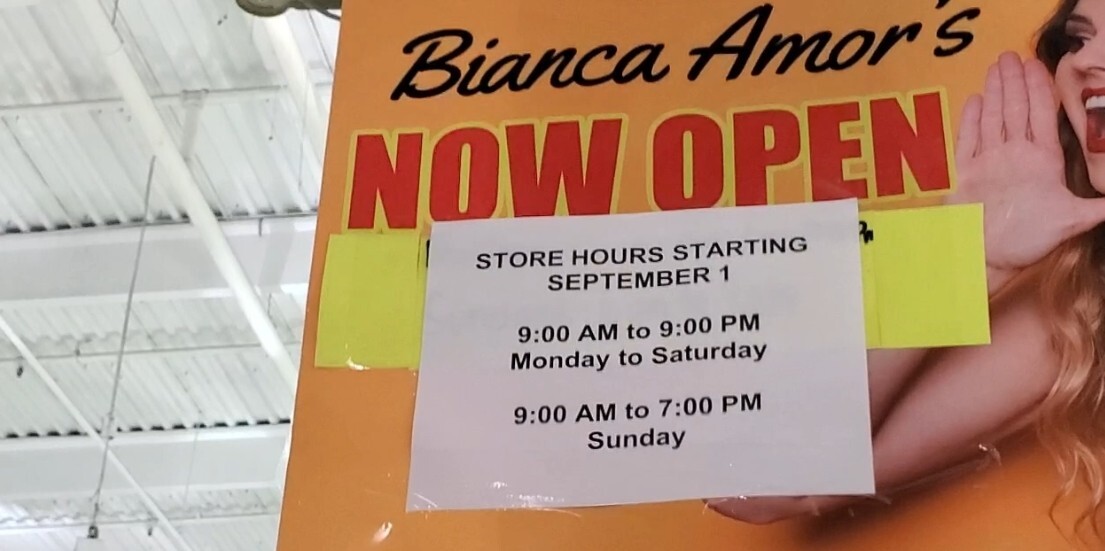 Bianca Amor's
NOW OPEN
STORE HOURS STARTING
SEPTEMBER 1
9:00 AM to 9:00 PM
Monday to Saturday
9:00 AM to 7:00 PM
Sunday